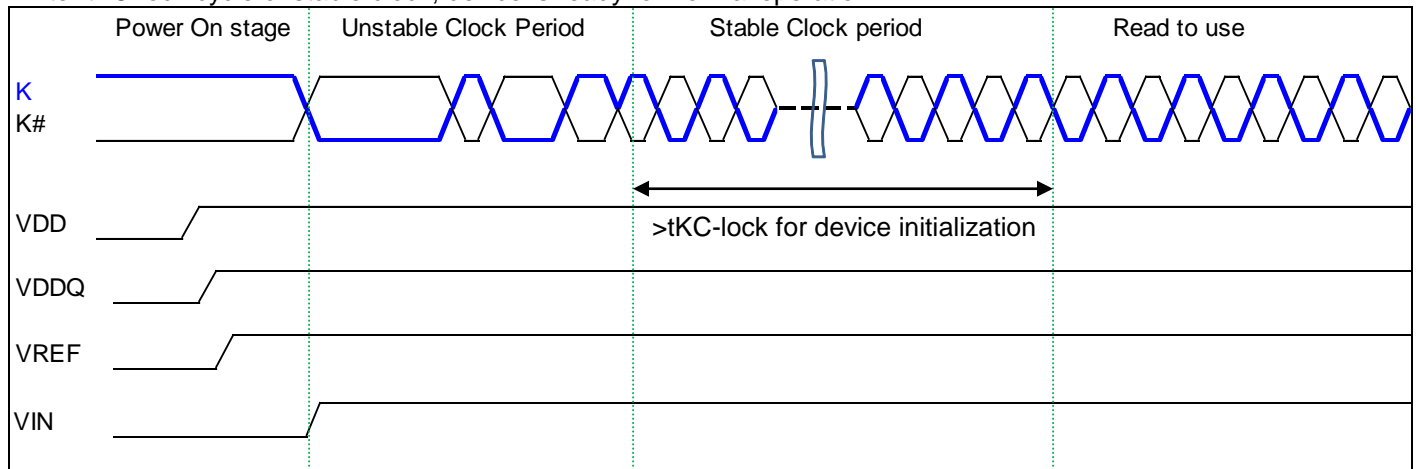 Power On stage Unstable Clock Period Stable Clock period Read to use
K
K#
VDD
>tKC-lock for device initialization
VDDQ
VREF
VIN